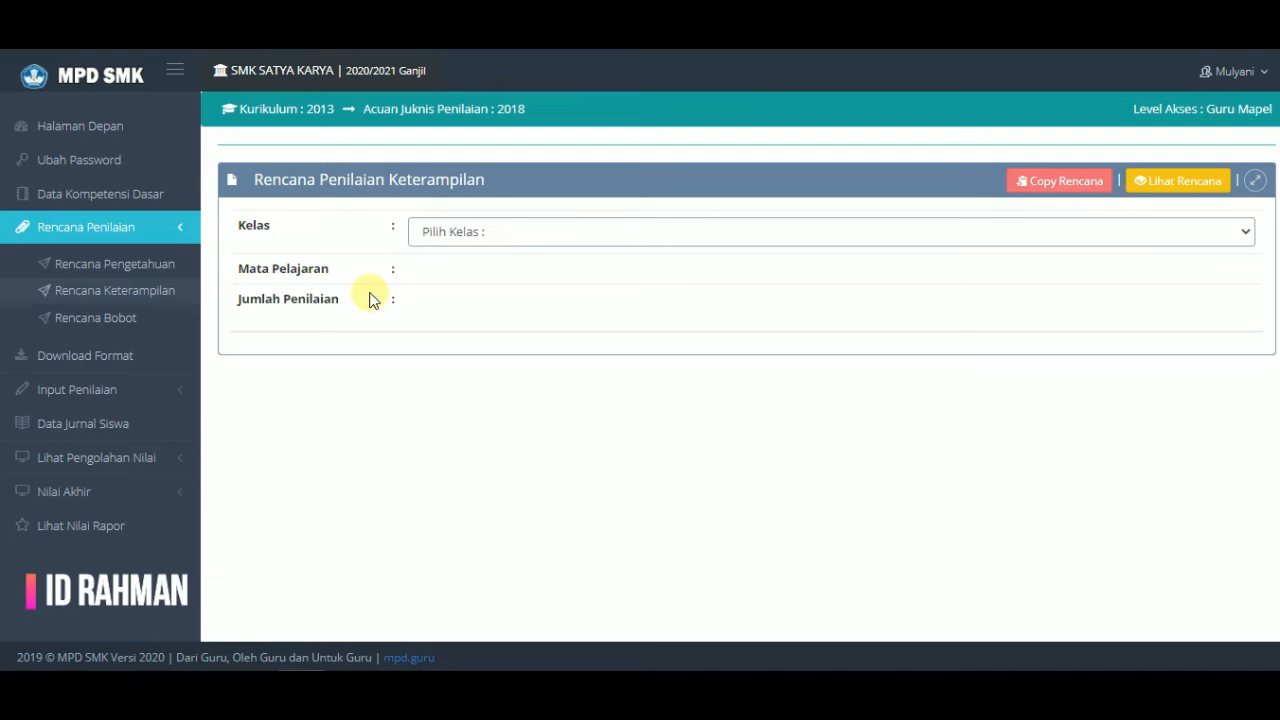 MPD SMK
SMK SATYA KARYA | 2020/2021 Ganjil
Mulyani
Kurikulum : 2013 → Acuan Juknis Penilaian : 2018
Level Akses : Guru Mapel
Halaman Depan
Ubah Password
Data Kompetensi Dasar
Rencana Penilaian
Rencana Pengetahuan
Rencana Keterampilan
Rencana Bobot
Download Format
Input Penilaian
Data Jurnal Siswa
Lihat Pengolahan Nilai
Nilai Akhir
Lihat Nilai Rapor
ID RAHMAN
Rencana Penilaian Keterampilan
Copy Rencana | Lihat Rencana |
Kelas : Pilih Kelas :
Mata Pelajaran :
Jumlah Penilaian :
2019 © MPD SMK Versi 2020 | Dari Guru, Oleh Guru dan Untuk Guru | mpd.guru